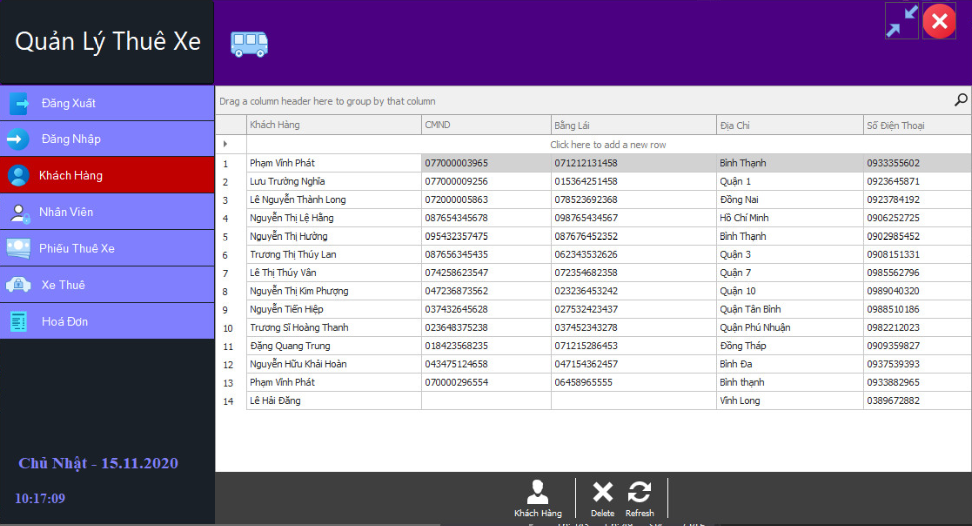 Quản Lý Thuê Xe
Đăng Xuất
Đăng Nhập
Khách Hàng
Nhân Viên
Phiếu Thuê Xe
Xe Thuê
Hoá Đơn
Chủ Nhật - 15.11.2020
10:17:09
Drag a column header here to group by that column
Khách Hàng CMND Bằng Lái Địa Chỉ Số Điện Thoại
Click here to add a new row
1 Phạm Vĩnh Phát 077000003965 071212131458 Bình Thạnh 0933355602
2 Lưu Trưởng Nghĩa 077000009256 015364251458 Quận 1 0923645871
3 Lê Nguyễn Thành Long 072000005863 078523692368 Đồng Nai 0923784192
4 Nguyễn Thị Lệ Hằng 087654345678 098765434567 Hồ Chí Minh 0906252725
5 Nguyễn Thị Hường 095432357475 087676452352 Bình Thạnh 0902985452
6 Trương Thị Thúy Lan 087656345435 062343532626 Quận 3 0908151331
7 Lê Thị Thúy Vân 074258623547 072354682358 Quận 7 0985562796
8 Nguyễn Thị Kim Phượng 047236873562 023236453242 Quận 10 0989040320
9 Nguyễn Tiến Hiệp 037432645628 027532423437 Quận Tân Bình 0988510186
10 Trương Sĩ Hoàng Thanh 023648375238 037452343278 Quận Phú Nhuận 0982212023
11 Đặng Quang Trung 018423568235 071215286453 Đồng Tháp 0909359827
12 Nguyễn Hữu Khải Hoàn 043475124658 047154362457 Bình Đa 0937539393
13 Phạm Vĩnh Phát 070000296554 06458965555 Bình thạnh 0933882965
14 Lê Hải Đăng Vĩnh Long 0389672882
Khách Hàng Delete Refresh